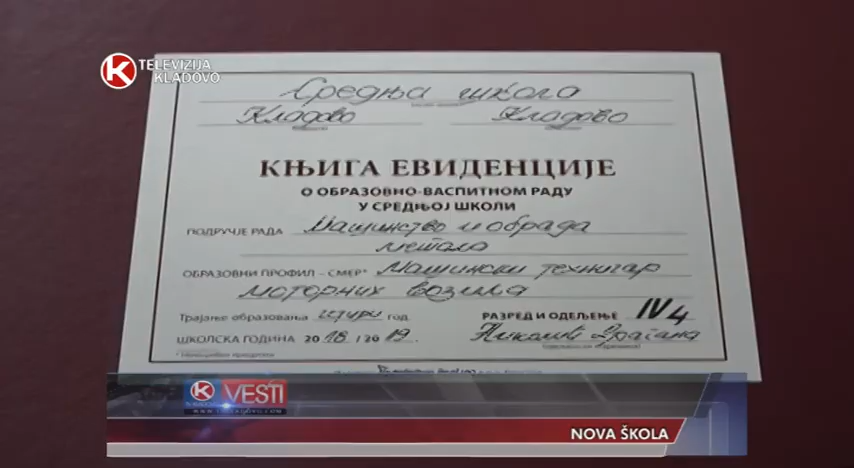 TELEVIZIJA
KLADOVO
Средња школа
Кладово Кладово
КЊИГА ЕВИДЕНЦИЈЕ
О ОБРАЗОВНО-ВАСПИТНОМ РАДУ
У СРЕДЊОЈ ШКОЛИ
ПОДРУЧЈЕ РАДА Машинство и обрада
метала
ОБРАЗОВНИ ПРОФИЛ – СМЕР* Машински техничар
моторних возила
Трајање образовања четири год. РАЗРЕД И ОДЕЉЕЊЕ IV4
ШКОЛСКА ГОДИНА 2018/2019. Николић Драгана
VESTI
NOVA ŠKOLA